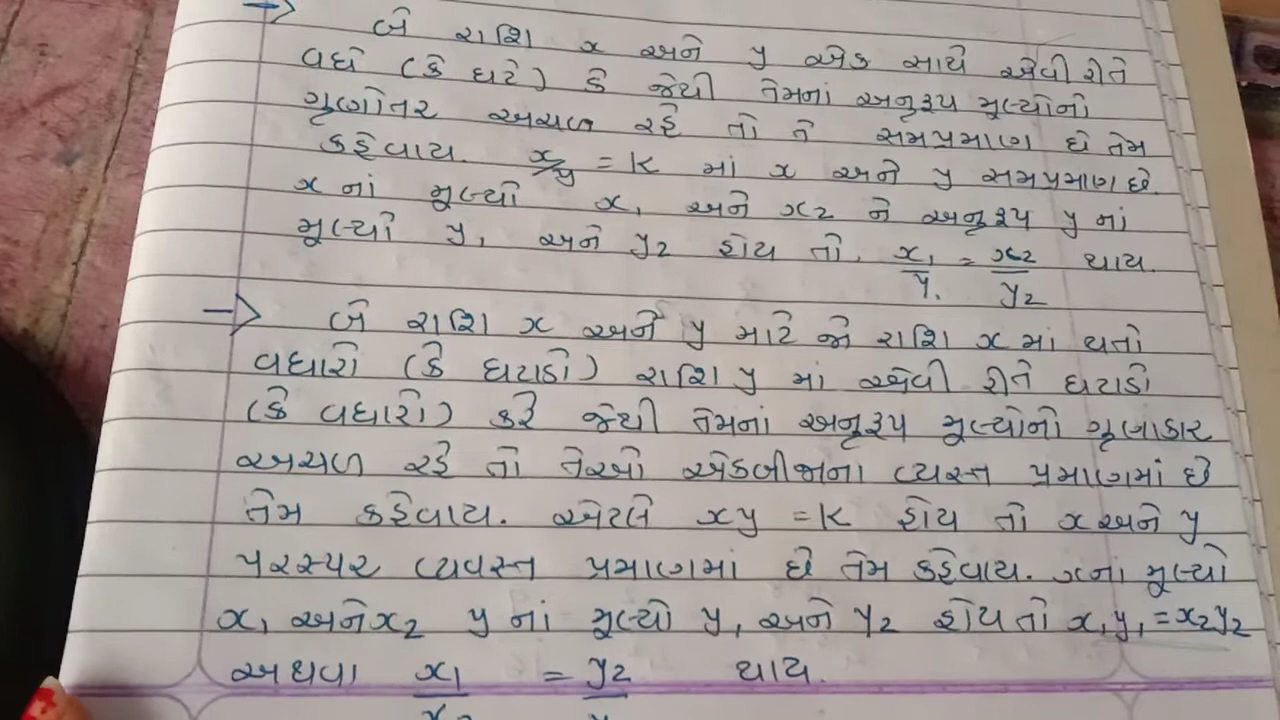 → બે રાશિ x અને y એક સાથે એવી રીતે
વધે (કે ઘટે) કે જેથી તેમનાં અનુરૂપ મૂલ્યોનો
ગુણોતર અચળ રહે તો તે સમપ્રમાણ છે તેમ
કહેવાય. x/y = k માં x અને y સમપ્રમાણ છે.
x નાં મૂલ્યો x₁ અને x₂ ને અનુરૂપ y નાં
મૂલ્યો y₁ અને y₂ હોય તો. x₁/y₁ = x₂/y₂ થાય.
→ બે રાશિ x અને y માટે જો રાશિ x માં થતો
વધારો (કે ઘટાડો) રાશિ y માં એવી રીતે ઘટાડો
(કે વધારો) કરે જેથી તેમનાં અનુરૂપ મૂલ્યોનો ગુણાકાર
અચળ રહે તો તેઓ એકબીજાના વ્યસ્ત પ્રમાણમાં છે
તેમ કહેવાય. એટલે xy = k હોય તો x અને y
પરસ્પર વ્યવસ્ત પ્રમાણમાં છે તેમ કહેવાય. xનાં મૂલ્યો
x₁ અને x₂ y નાં મૂલ્યો y₁ અને y₂ હોય તો x₁y₁ = x₂y₂
અથવા x₁ = y₂ થાય.